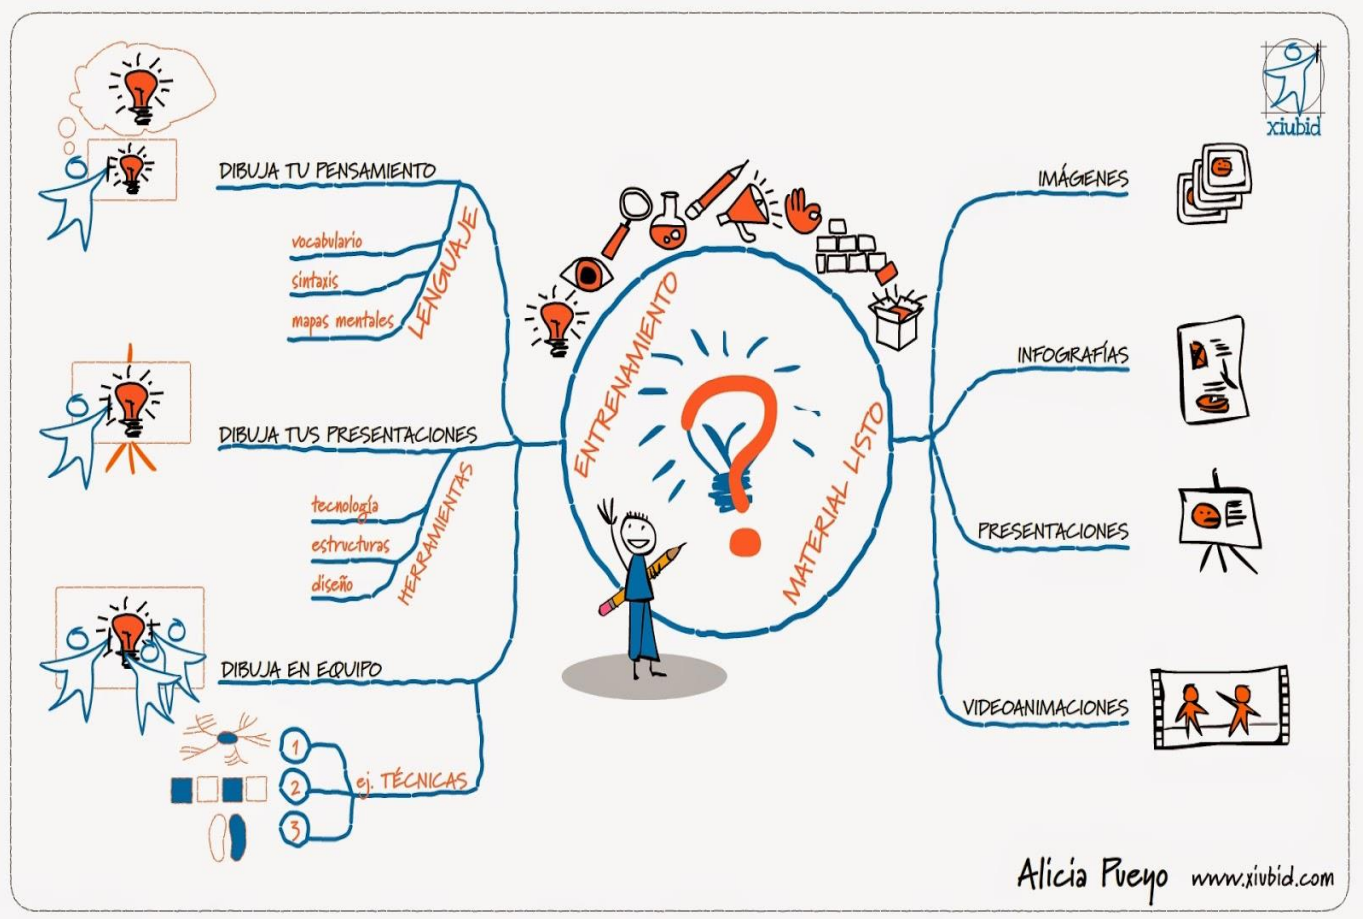 xiubid
DIBUJA TU PENSAMIENTO
LENGUAJE
vocabulario
sintaxis
mapas mentales
DIBUJA TUS PRESENTACIONES
HERRAMIENTAS
tecnología
estructuras
diseño
DIBUJA EN EQUIPO
ej. TÉCNICAS
1
2
3
ENTRENAMIENTO
?
MATERIAL LISTO
IMÁGENES
INFOGRAFÍAS
PRESENTACIONES
VIDEOANIMACIONES
Alicia Pueyo www.xiubid.com